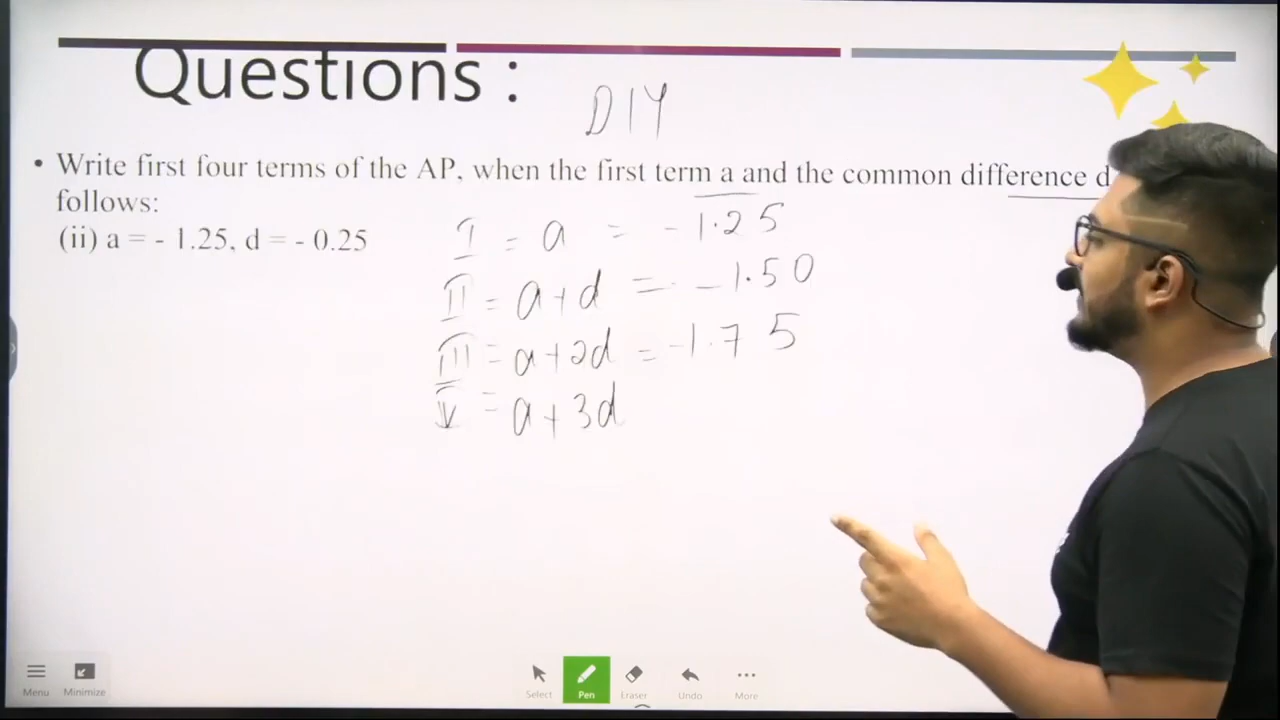 Questions :
DIY
• Write first four terms of the AP, when the first term a and the common difference d
follows:
(ii) a = - 1.25, d = - 0.25
I = a = -1.25
II = a+d = -1.50
III = a+2d = -1.75
IV = a+3d
Menu
Minimize
Select
Pen
Eraser
Undo
More